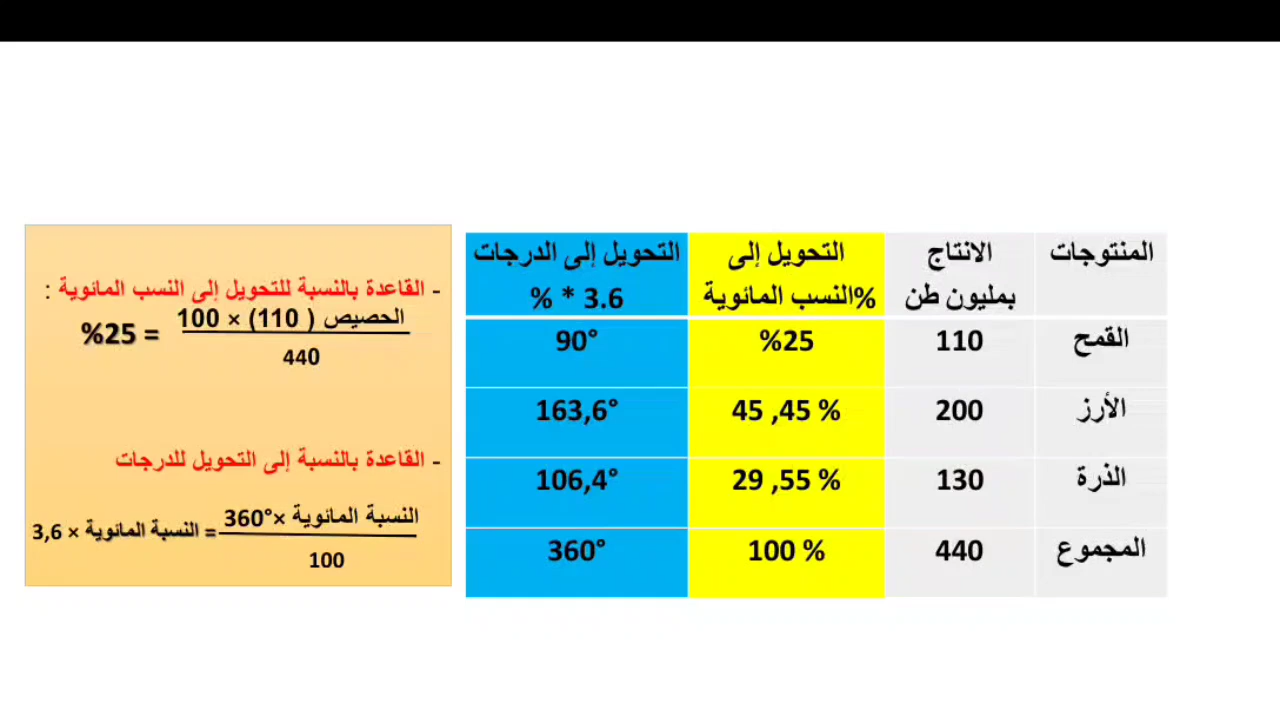 المنتوجات	الانتاج بمليون طن	التحويل إلى النسب المائوية%	التحويل إلى الدرجات % * 3.6
القمح	110	%25	90°
الأرز	200	45 ,45 %	163,6°
الذرة	130	29 ,55 %	106,4°
المجموع	440	100 %	360°
- القاعدة بالنسبة للتحويل إلى النسب المائوية :
الحصيص ( 110) × 100
%25 =
440
- القاعدة بالنسبة إلى التحويل للدرجات
النسبة المائوية ×360°
= النسبة المائوية × 3,6
100